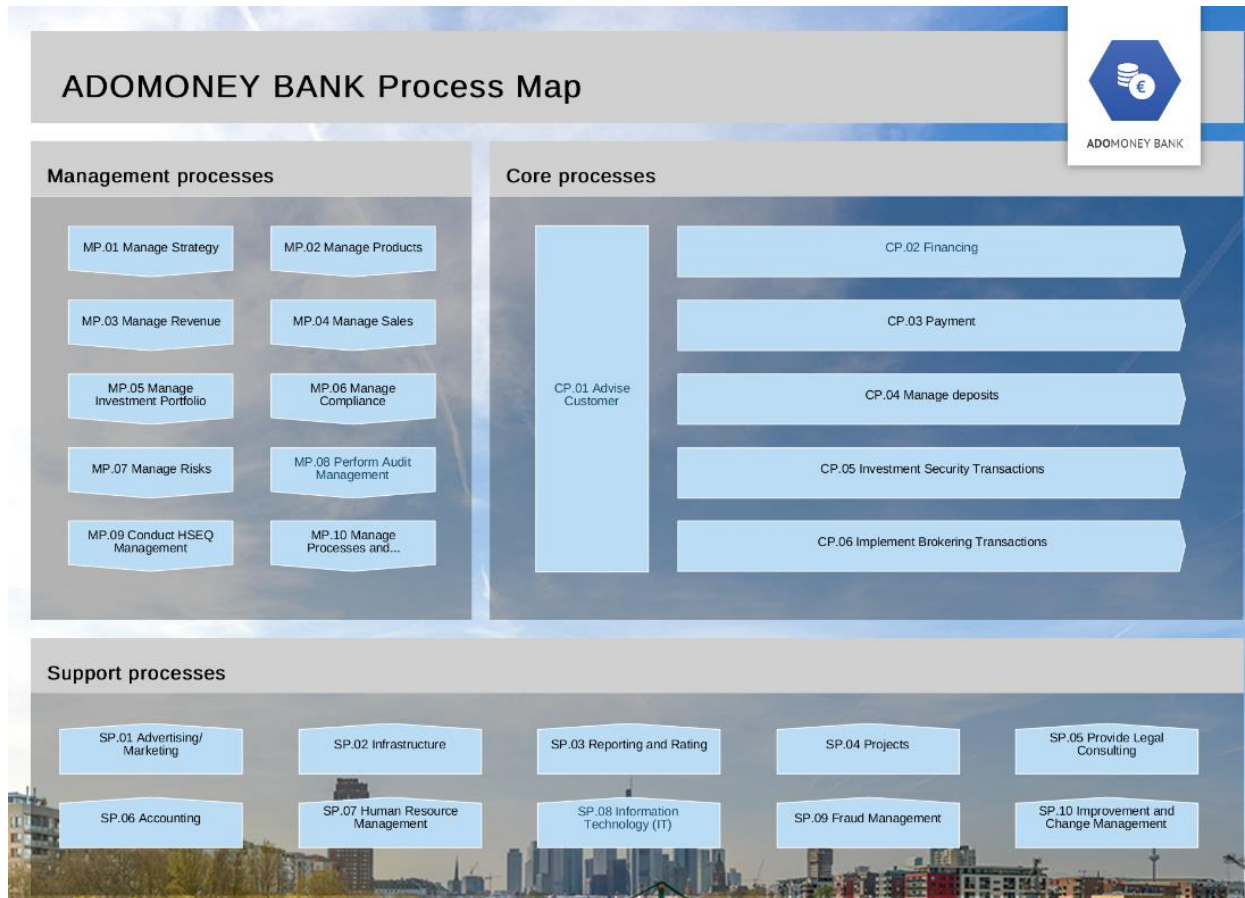 ADOMONEY BANK Process Map
ADOMONEY BANK
Management processes
MP.01 Manage Strategy
MP.02 Manage Products
MP.03 Manage Revenue
MP.04 Manage Sales
MP.05 Manage
Investment Portfolio
MP.06 Manage
Compliance
MP.07 Manage Risks
MP.08 Perform Audit
Management
MP.09 Conduct HSEQ
Management
MP.10 Manage
Processes and...
Core processes
CP.01 Advise
Customer
CP.02 Financing
CP.03 Payment
CP.04 Manage deposits
CP.05 Investment Security Transactions
CP.06 Implement Brokering Transactions
Support processes
SP.01 Advertising/
Marketing
SP.02 Infrastructure
SP.03 Reporting and Rating
SP.04 Projects
SP.05 Provide Legal
Consulting
SP.06 Accounting
SP.07 Human Resource
Management
SP.08 Information
Technology (IT)
SP.09 Fraud Management
SP.10 Improvement and
Change Management